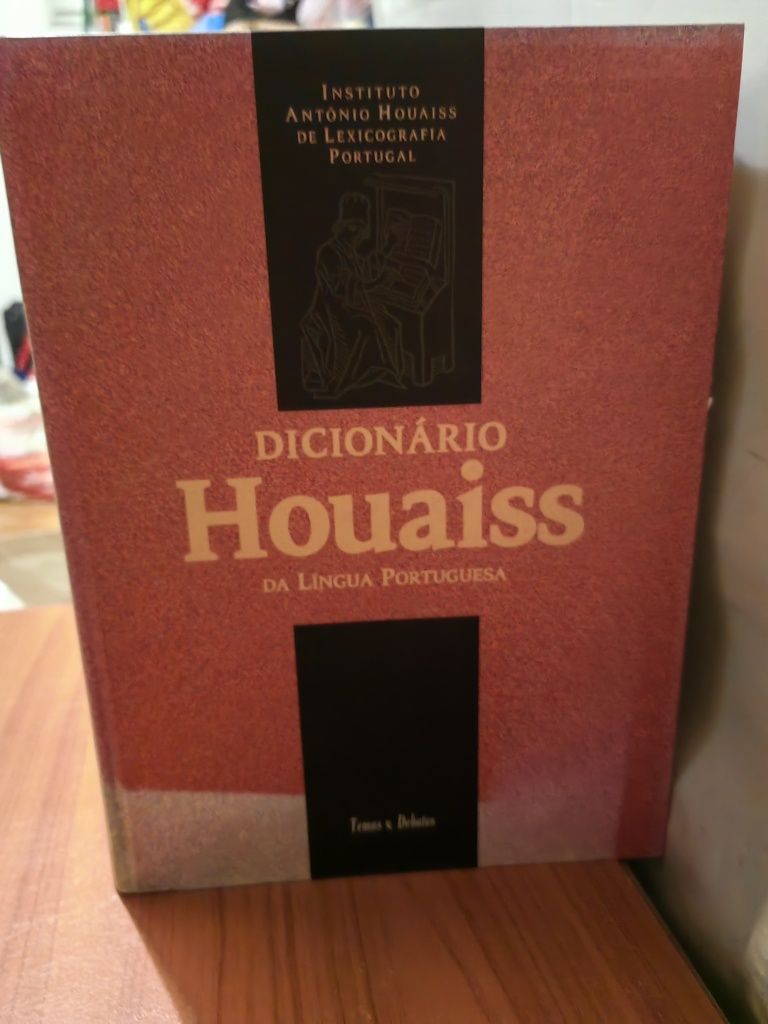 INSTITUTO
ANTÓNIO HOUAISS
DE LEXICOGRAFIA
PORTUGAL
DICIONÁRIO
Houaiss
DA LÍNGUA PORTUGUESA
Temas e Debates